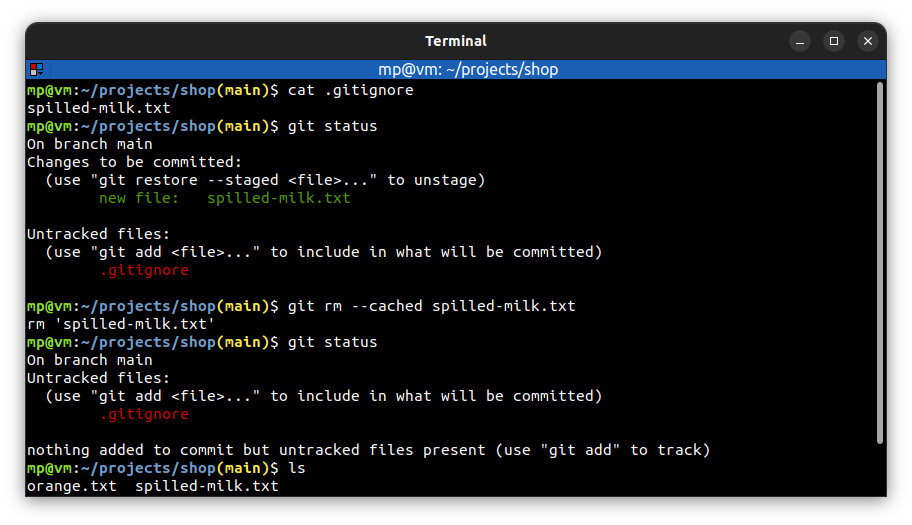 Terminal
mp@vm: ~/projects/shop
mp@vm:~/projects/shop(main)$ cat .gitignore
spilled-milk.txt
mp@vm:~/projects/shop(main)$ git status
On branch main
Changes to be committed:
  (use "git restore --staged <file>..." to unstage)
        new file:   spilled-milk.txt

Untracked files:
  (use "git add <file>..." to include in what will be committed)
        .gitignore

mp@vm:~/projects/shop(main)$ git rm --cached spilled-milk.txt
rm 'spilled-milk.txt'
mp@vm:~/projects/shop(main)$ git status
On branch main
Untracked files:
  (use "git add <file>..." to include in what will be committed)
        .gitignore

nothing added to commit but untracked files present (use "git add" to track)
mp@vm:~/projects/shop(main)$ ls
orange.txt  spilled-milk.txt